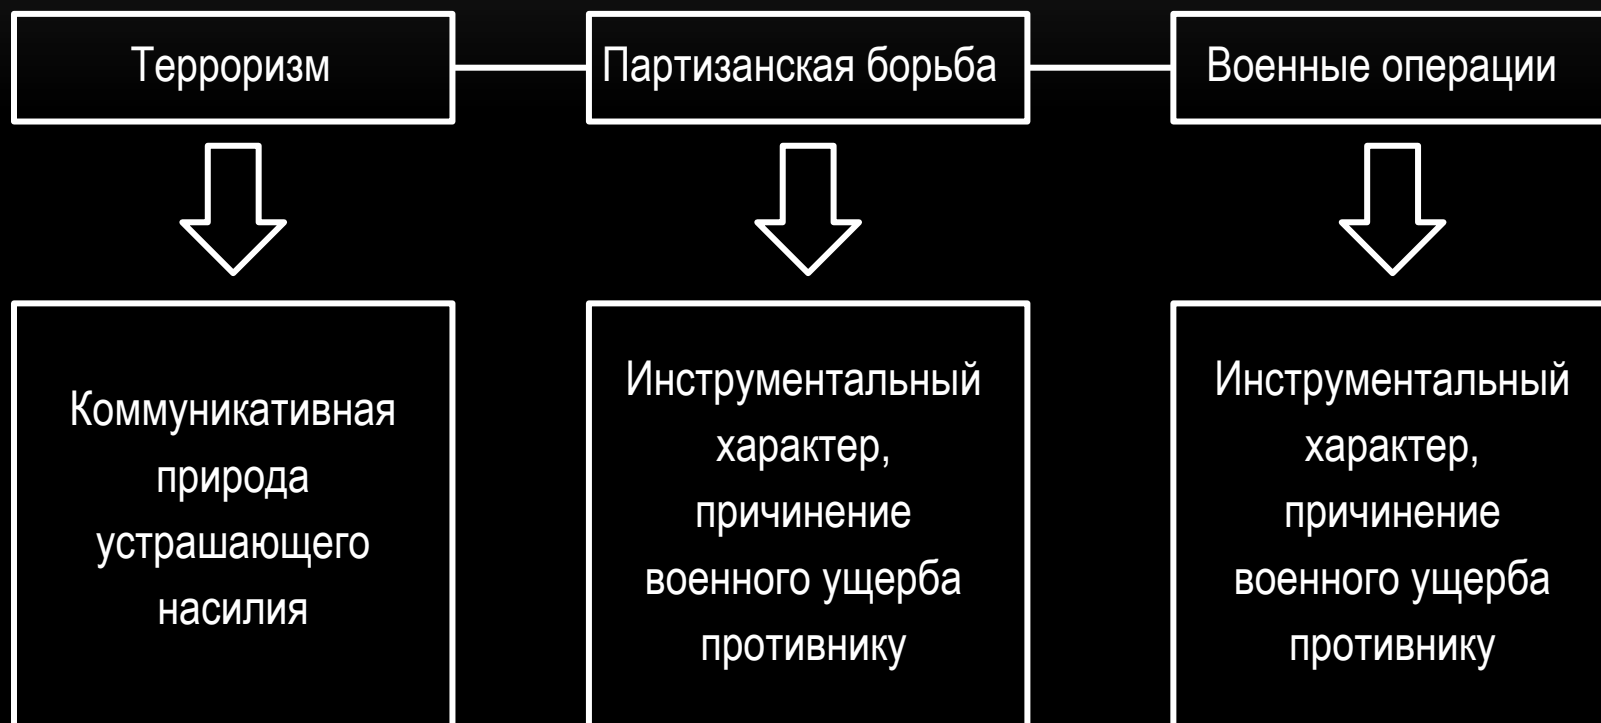 Терроризм
Партизанская борьба
Военные операции
Коммуникативная
природа
устрашающего
насилия
Инструментальный
характер,
причинение
военного ущерба
противнику
Инструментальный
характер,
причинение
военного ущерба
противнику